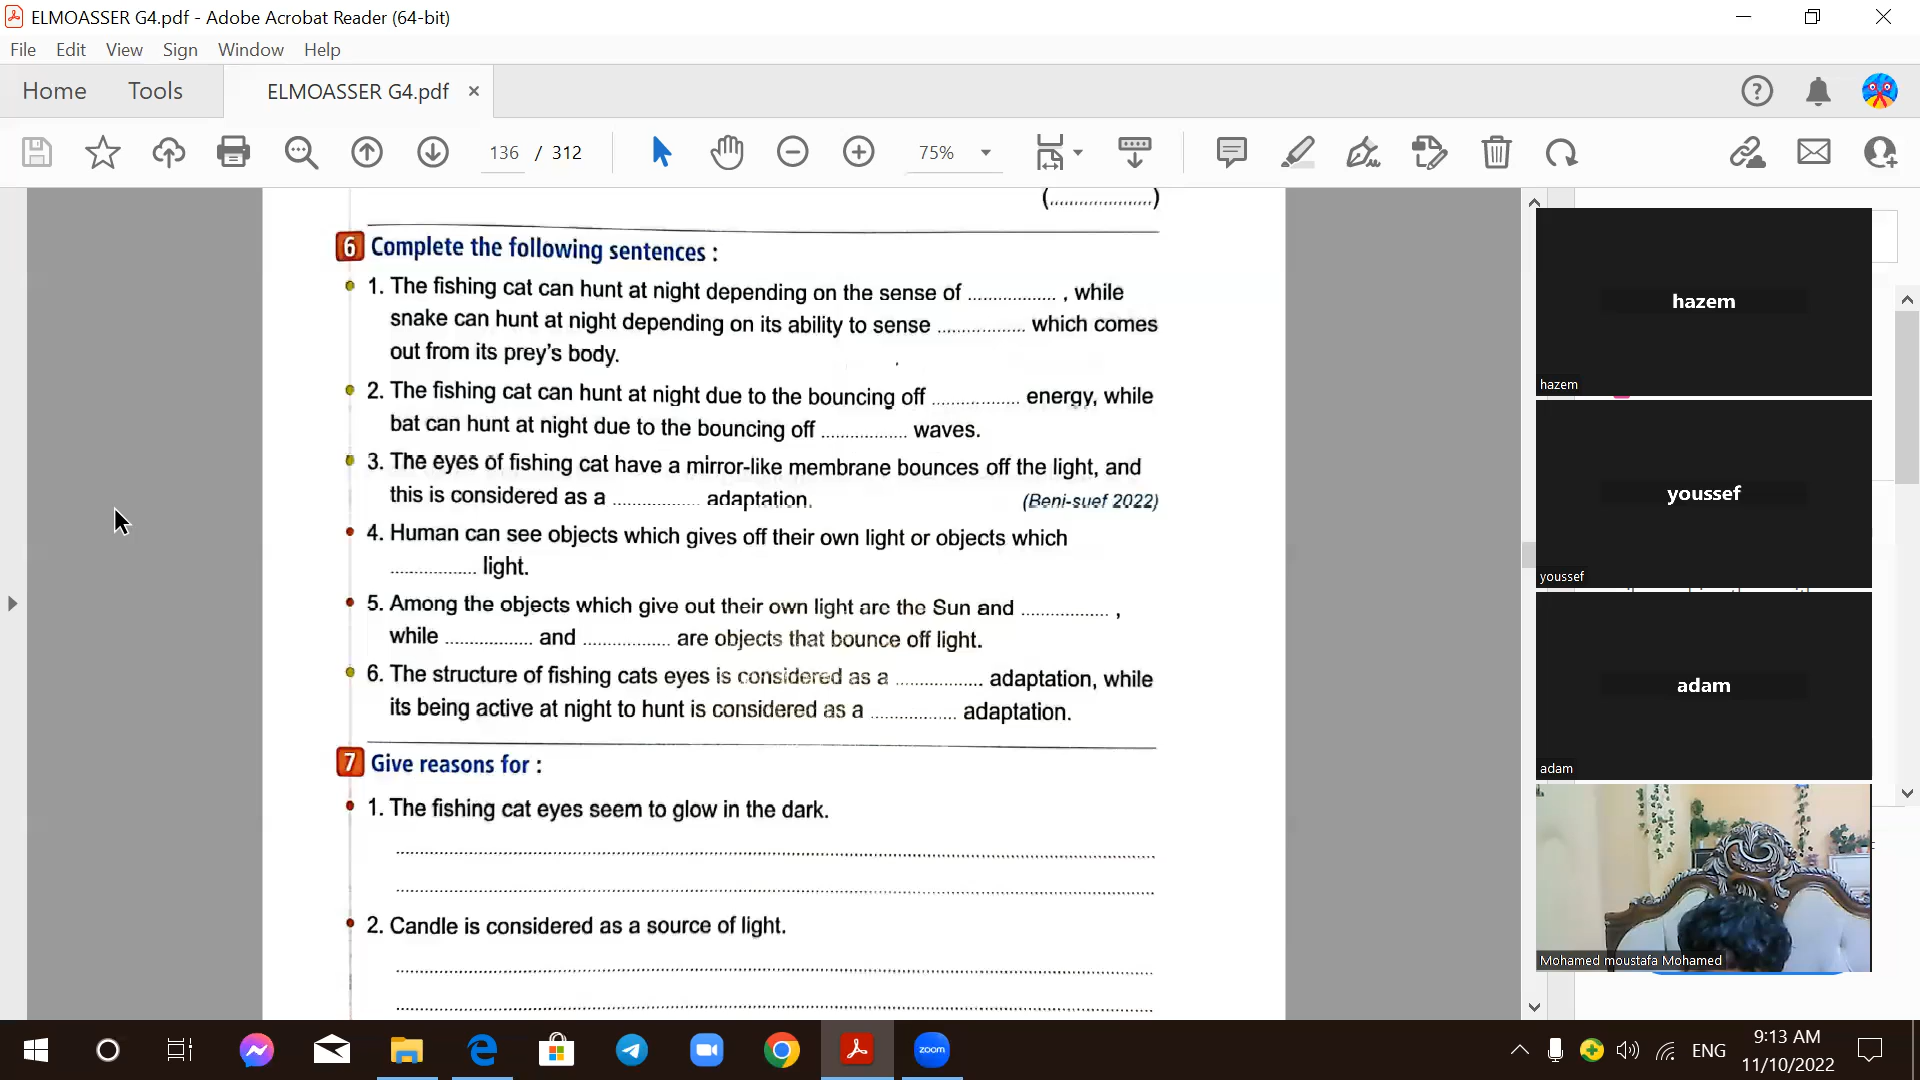 ELMOASSER G4.pdf - Adobe Acrobat Reader (64-bit)
File Edit View Sign Window Help
Home Tools ELMOASSER G4.pdf
136 / 312 75%
(....................)
6 Complete the following sentences :
1. The fishing cat can hunt at night depending on the sense of ................ , while
snake can hunt at night depending on its ability to sense ................ which comes
out from its prey's body.
2. The fishing cat can hunt at night due to the bouncing off ................ energy, while
bat can hunt at night due to the bouncing off ................ waves.
3. The eyes of fishing cat have a mirror-like membrane bounces off the light, and
this is considered as a ................ adaptation. (Beni-suef 2022)
4. Human can see objects which gives off their own light or objects which
................ light.
5. Among the objects which give out their own light are the Sun and ................ ,
while ................ and ................ are objects that bounce off light.
6. The structure of fishing cats eyes is considered as a ................ adaptation, while
its being active at night to hunt is considered as a ................ adaptation.
7 Give reasons for :
1. The fishing cat eyes seem to glow in the dark.
2. Candle is considered as a source of light.
hazem
hazem
youssef
youssef
adam
adam
Mohamed moustafa Mohamed
zoom
ENG
9:13 AM
11/10/2022